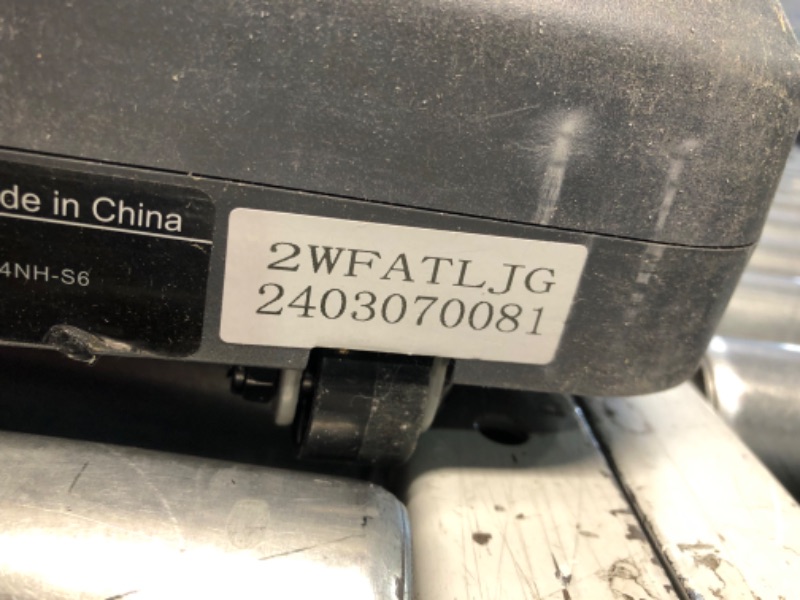 de in China
4NH-S6
2WFATLJG
2403070081